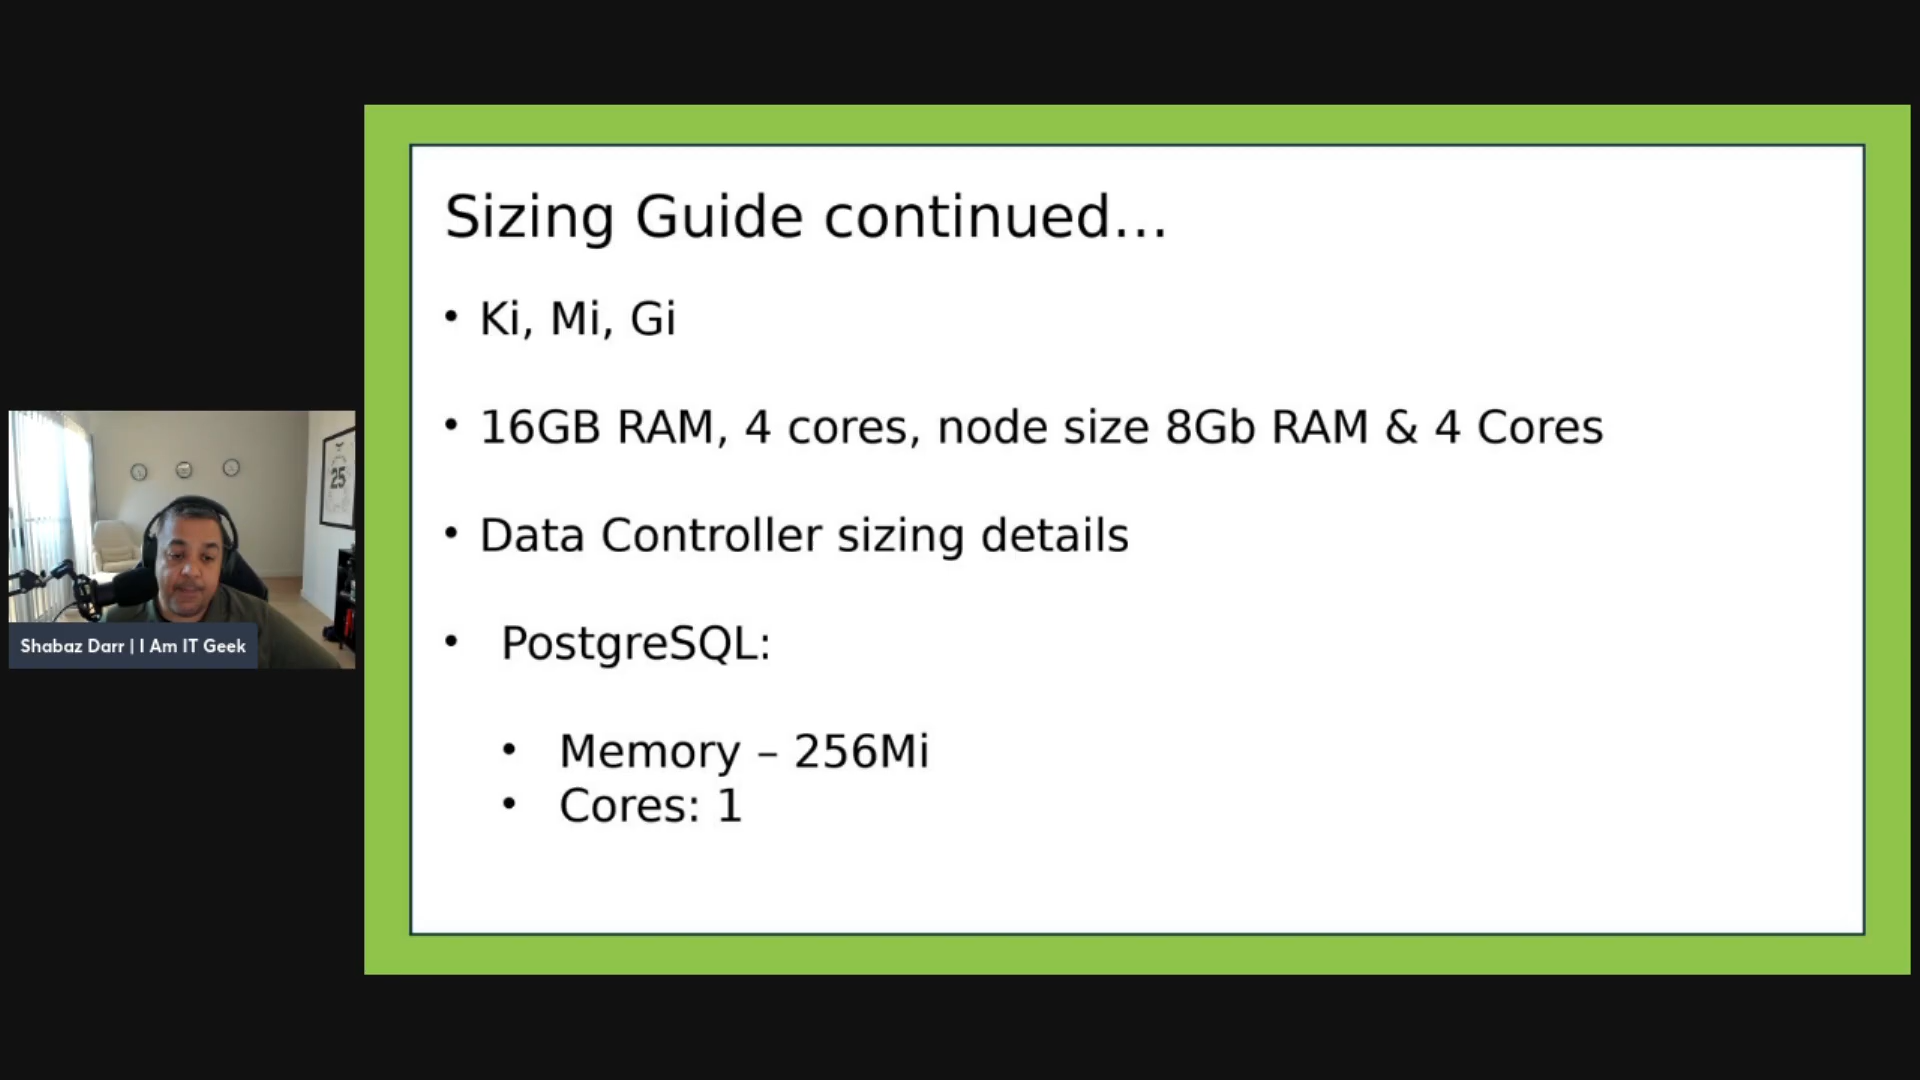 Sizing Guide continued...
• Ki, Mi, Gi
• 16GB RAM, 4 cores, node size 8Gb RAM & 4 Cores
• Data Controller sizing details
• PostgreSQL:
• Memory – 256Mi
• Cores: 1
25
Shabaz Darr | I Am IT Geek